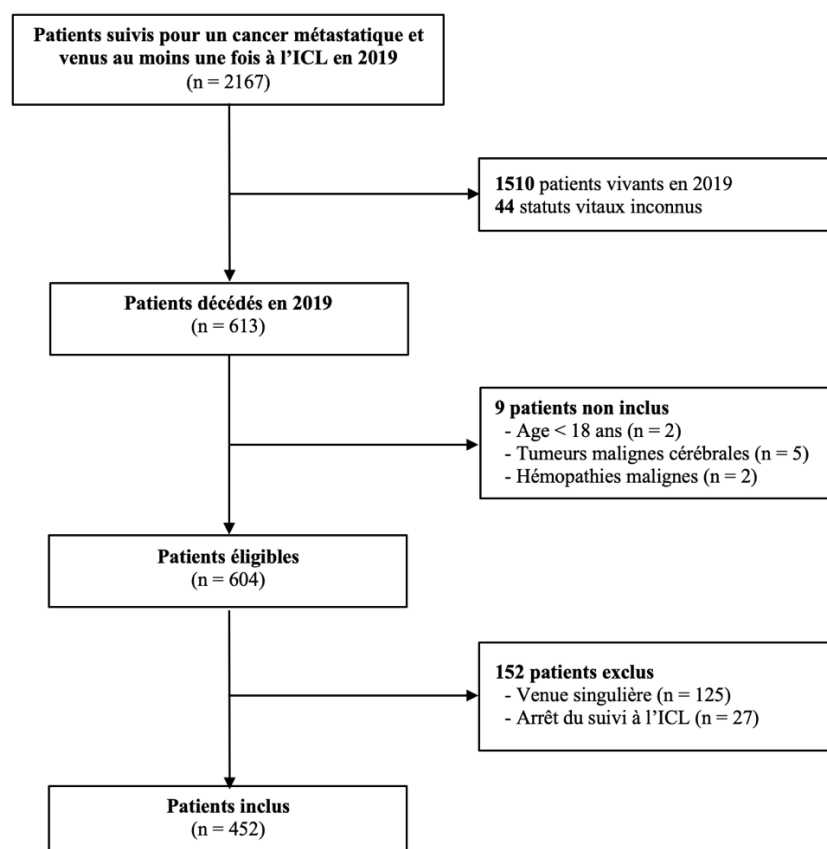 Patients suivis pour un cancer métastatique et
venus au moins une fois à l'ICL en 2019
(n = 2167)
1510 patients vivants en 2019
44 statuts vitaux inconnus
Patients décédés en 2019
(n = 613)
9 patients non inclus
- Age < 18 ans (n = 2)
- Tumeurs malignes cérébrales (n = 5)
- Hémopathies malignes (n = 2)
Patients éligibles
(n = 604)
152 patients exclus
- Venue singulière (n = 125)
- Arrêt du suivi à l'ICL (n = 27)
Patients inclus
(n = 452)